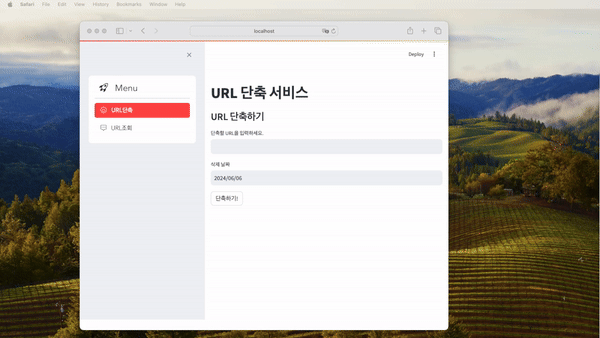 Safari File Edit View History Bookmarks Window Help
localhost
Deploy
Menu
URL단축
URL조회
URL 단축 서비스
URL 단축하기
단축할 URL을 입력하세요.
삭제 날짜
2024/06/06
단축하기!